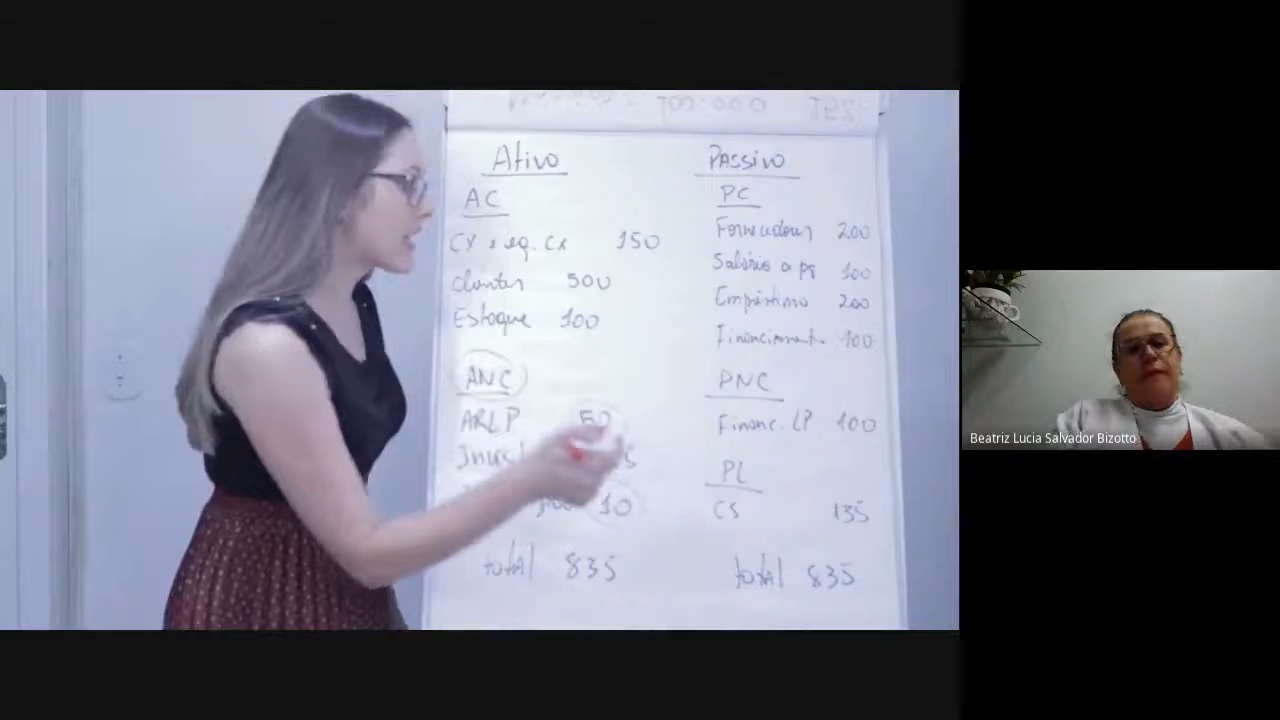 Ativo
AC
CX e eq. CX 150
clientes 500
Estoque 100
ANC
ARLP 50
10
total 835
Passivo
PC
Fornecedores 200
Salários a pg 100
Empréstimo 200
Financiamento 100
PNC
Financ. LP 100
PL
CS 135
total 835
Beatriz Lucia Salvador Bizotto